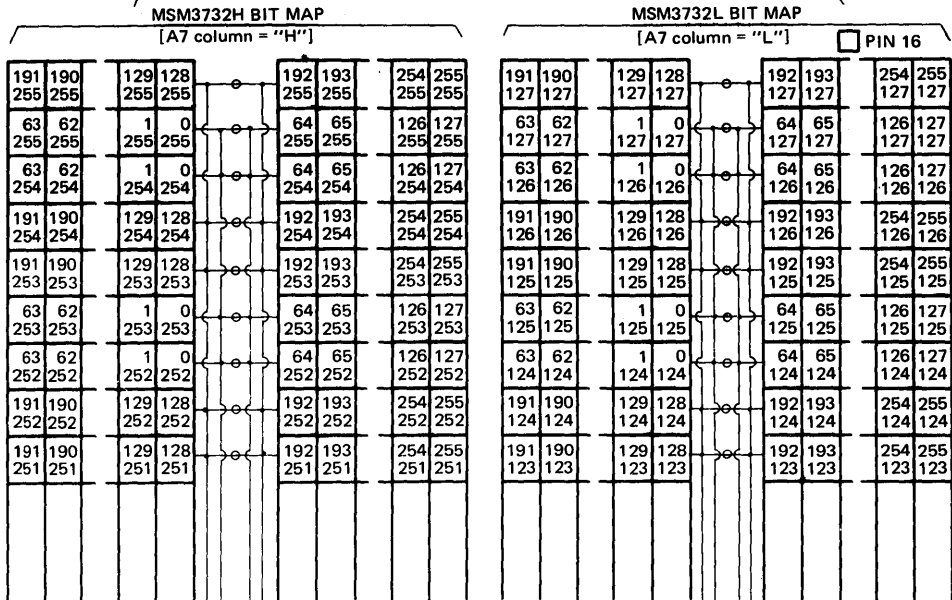 MSM3732H BIT MAP MSM3732L BIT MAP
[A7 column = "H"] [A7 column = "L"] PIN 16
191 190 129 128 192 193 254 255 191 190 129 128 192 193 254 255
255 255 255 255 255 255 255 255 127 127 127 127 127 127 127 127
63 62 1 0 64 65 126 127 63 62 1 0 64 65 126 127
255 255 255 255 255 255 255 255 127 127 127 127 127 127 127 127
63 62 1 0 64 65 126 127 63 62 1 0 64 65 126 127
254 254 254 254 254 254 254 254 126 126 126 126 126 126 126 126
191 190 129 128 192 193 254 255 191 190 129 128 192 193 254 255
254 254 254 254 254 254 254 254 126 126 126 126 126 126 126 126
191 190 129 128 192 193 254 255 191 190 129 128 192 193 254 255
253 253 253 253 253 253 253 253 125 125 125 125 125 125 125 125
63 62 1 0 64 65 126 127 63 62 1 0 64 65 126 127
253 253 253 253 253 253 253 253 125 125 125 125 125 125 125 125
63 62 1 0 64 65 126 127 63 62 1 0 64 65 126 127
252 252 252 252 252 252 252 252 124 124 124 124 124 124 124 124
191 190 129 128 192 193 254 255 191 190 129 128 192 193 254 255
252 252 252 252 252 252 252 252 124 124 124 124 124 124 124 124
191 190 129 128 192 193 254 255 191 190 129 128 192 193 254 255
251 251 251 251 251 251 251 251 123 123 123 123 123 123 123 123